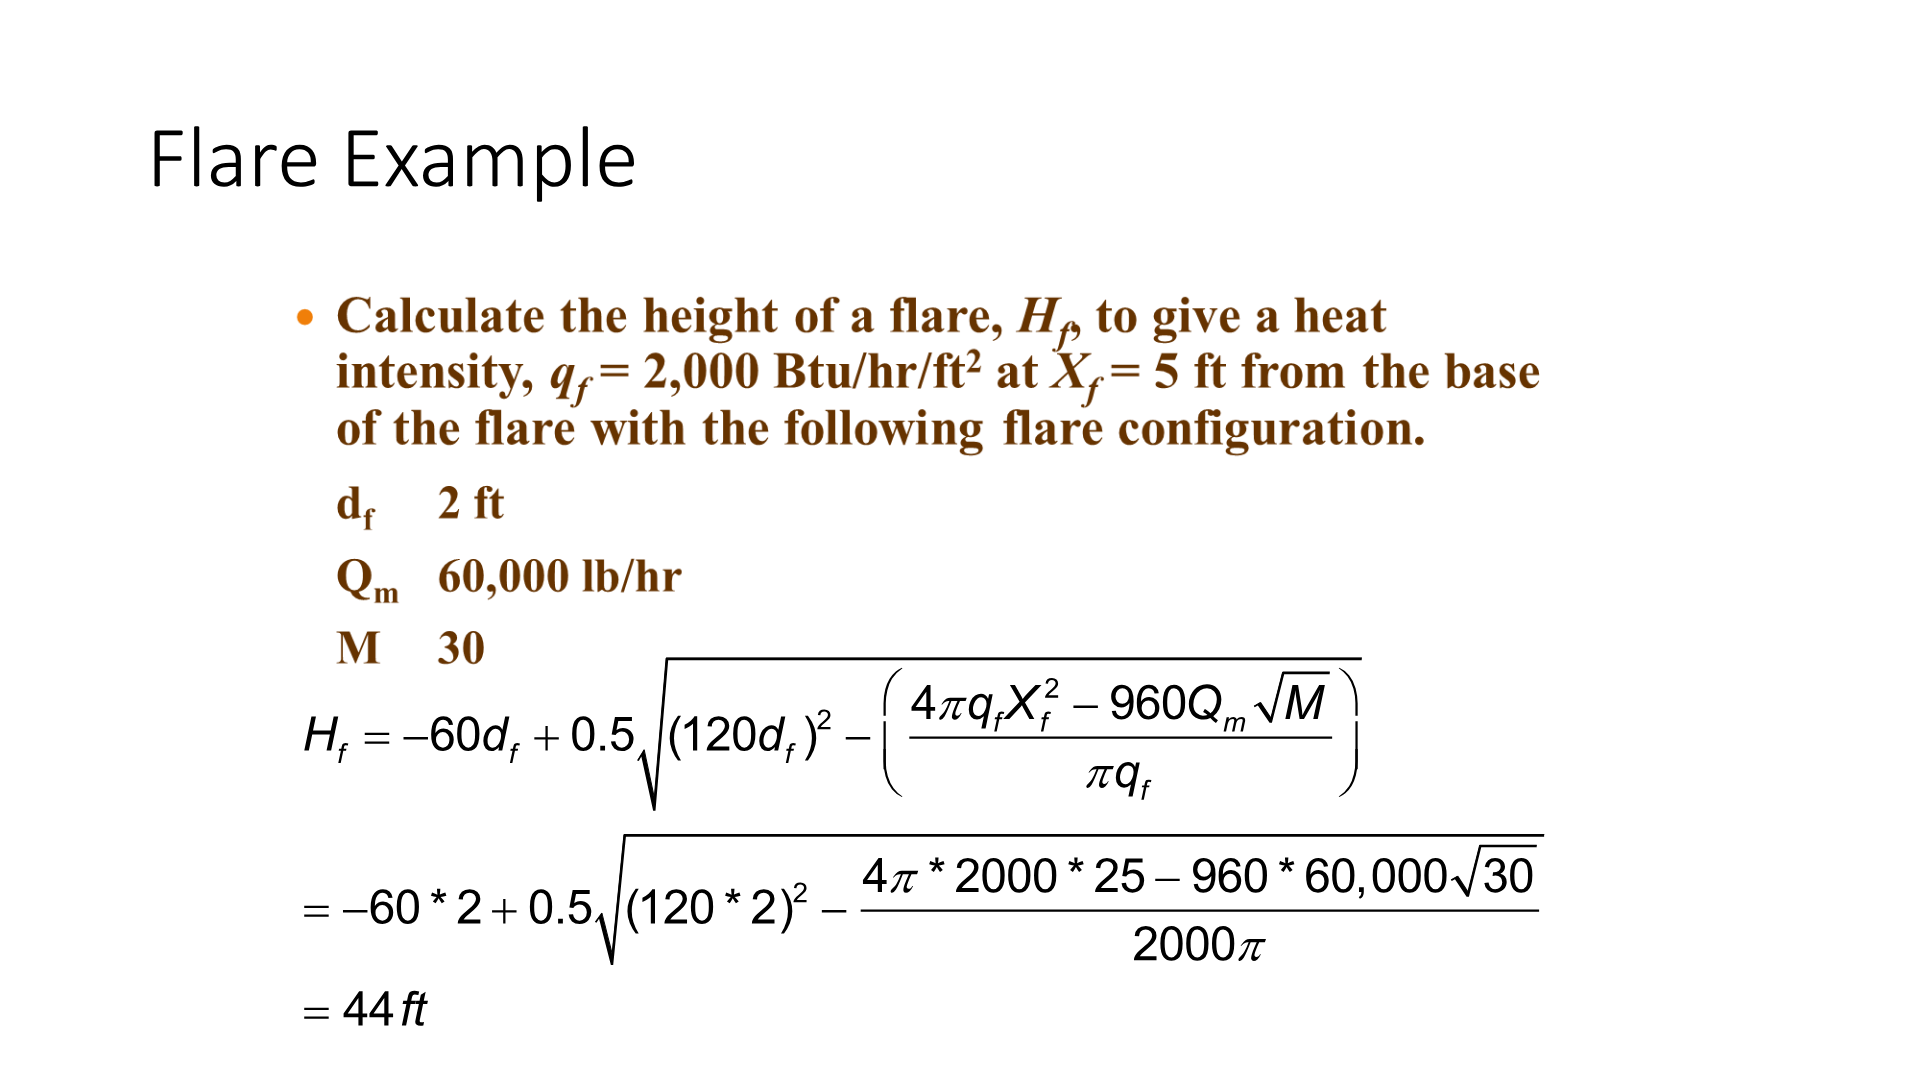 Flare Example
• Calculate the height of a flare, H_f, to give a heat
intensity, q_f = 2,000 Btu/hr/ft² at X_f = 5 ft from the base
of the flare with the following flare configuration.
d_f 2 ft
Q_m 60,000 lb/hr
M 30
H_f = −60d_f + 0.5√((120d_f)² − ((4πq_f X_f² − 960Q_m√M) / (πq_f)))
= −60 * 2 + 0.5√((120 * 2)² − (4π * 2000 * 25 − 960 * 60,000√30) / (2000π))
= 44 ft